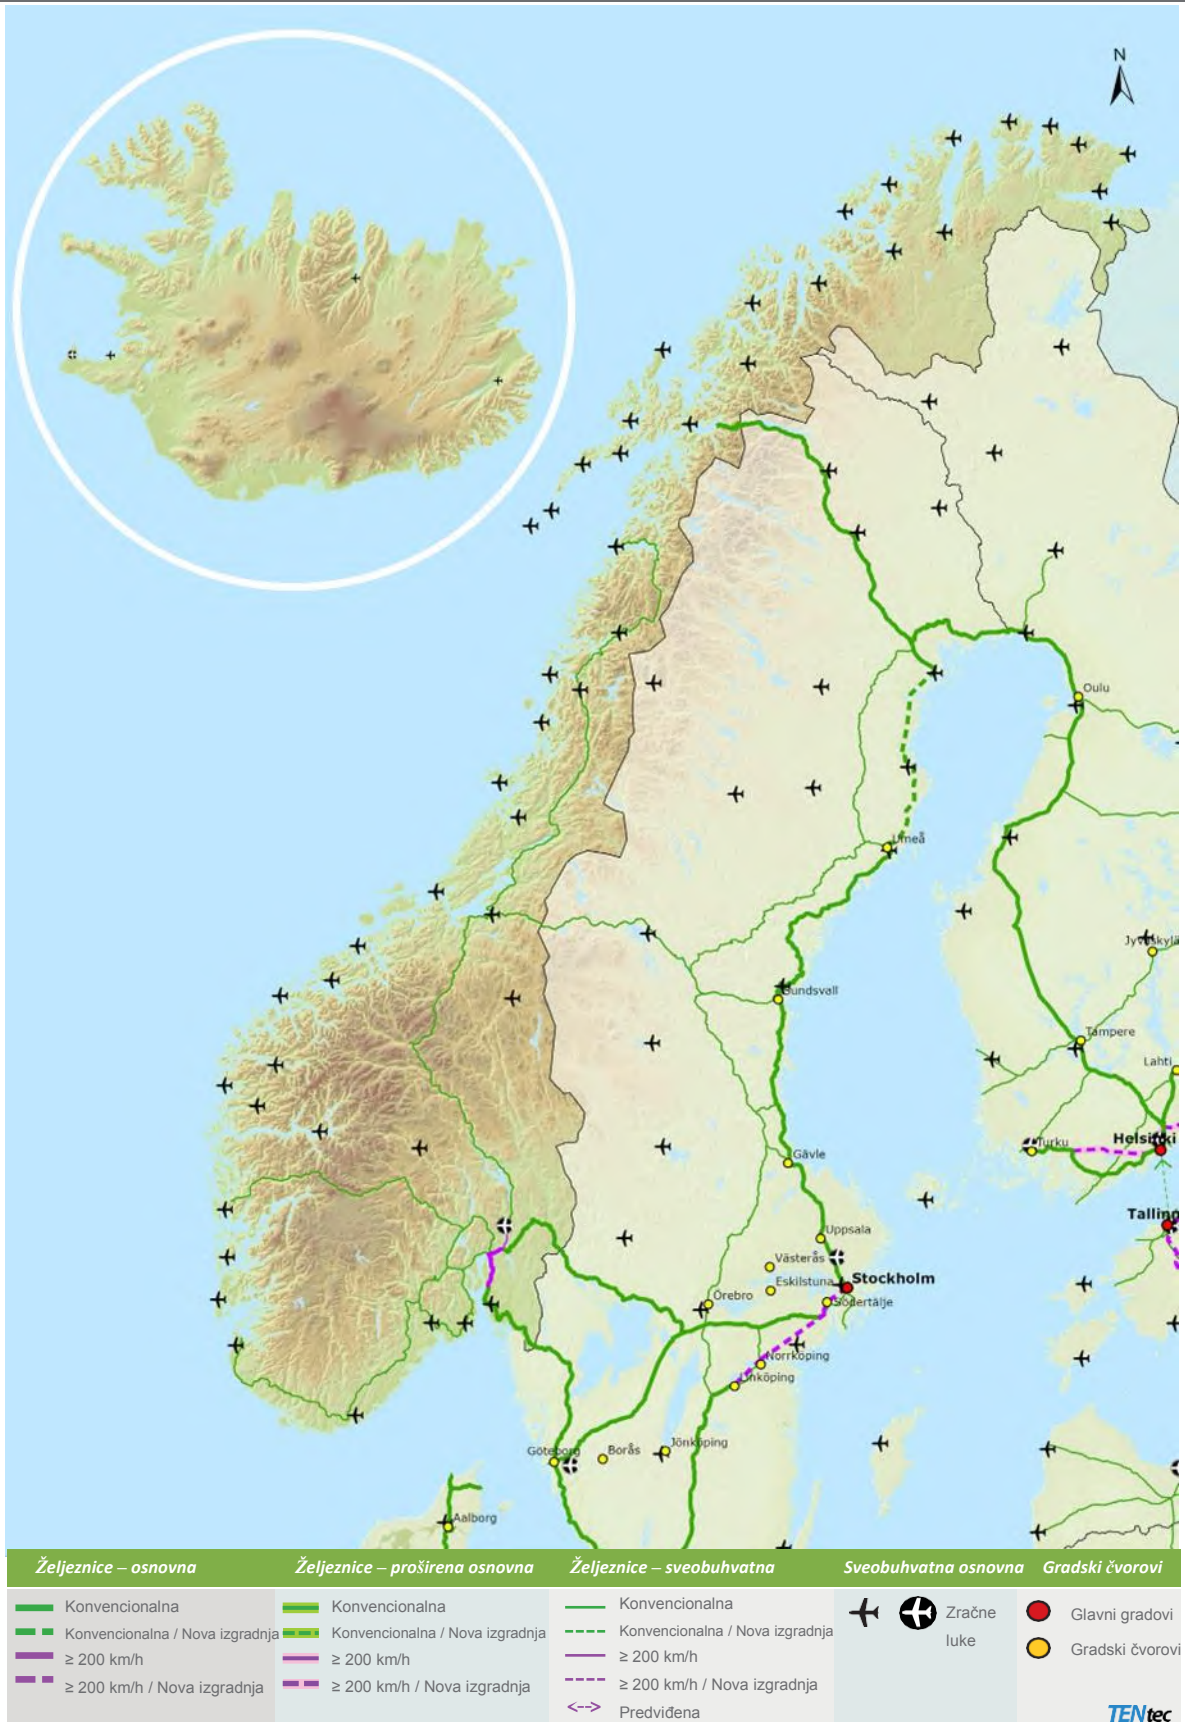 N
Oulu
Umeå
Jyväskylä
Sundsvall
Tampere
Lahti
Turku
Helsinki
Gävle
Tallinn
Uppsala
Västerås
Eskilstuna
Stockholm
Örebro
Södertälje
Norrköping
Linköping
Göteborg
Borås
Jönköping
Aalborg
Željeznice – osnovna
Željeznice – proširena osnovna
Željeznice – sveobuhvatna
Sveobuhvatna osnovna
Gradski čvorovi
Konvencionalna
Konvencionalna / Nova izgradnja
≥ 200 km/h
≥ 200 km/h / Nova izgradnja
Konvencionalna
Konvencionalna / Nova izgradnja
≥ 200 km/h
≥ 200 km/h / Nova izgradnja
Konvencionalna
Konvencionalna / Nova izgradnja
≥ 200 km/h
≥ 200 km/h / Nova izgradnja
Predviđena
Zračne
luke
Glavni gradovi
Gradski čvorovi
TENtec